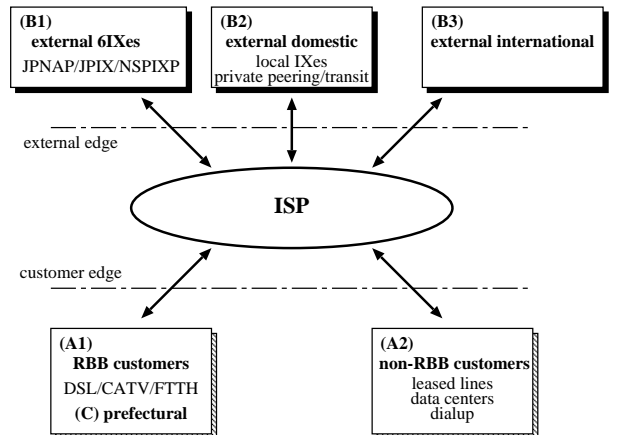 (B1)
external 6IXes
JPNAP/JPIX/NSPIXP
(B2)
external domestic
local IXes
private peering/transit
(B3)
external international
external edge
ISP
customer edge
(A1)
RBB customers
DSL/CATV/FTTH
(C) prefectural
(A2)
non-RBB customers
leased lines
data centers
dialup